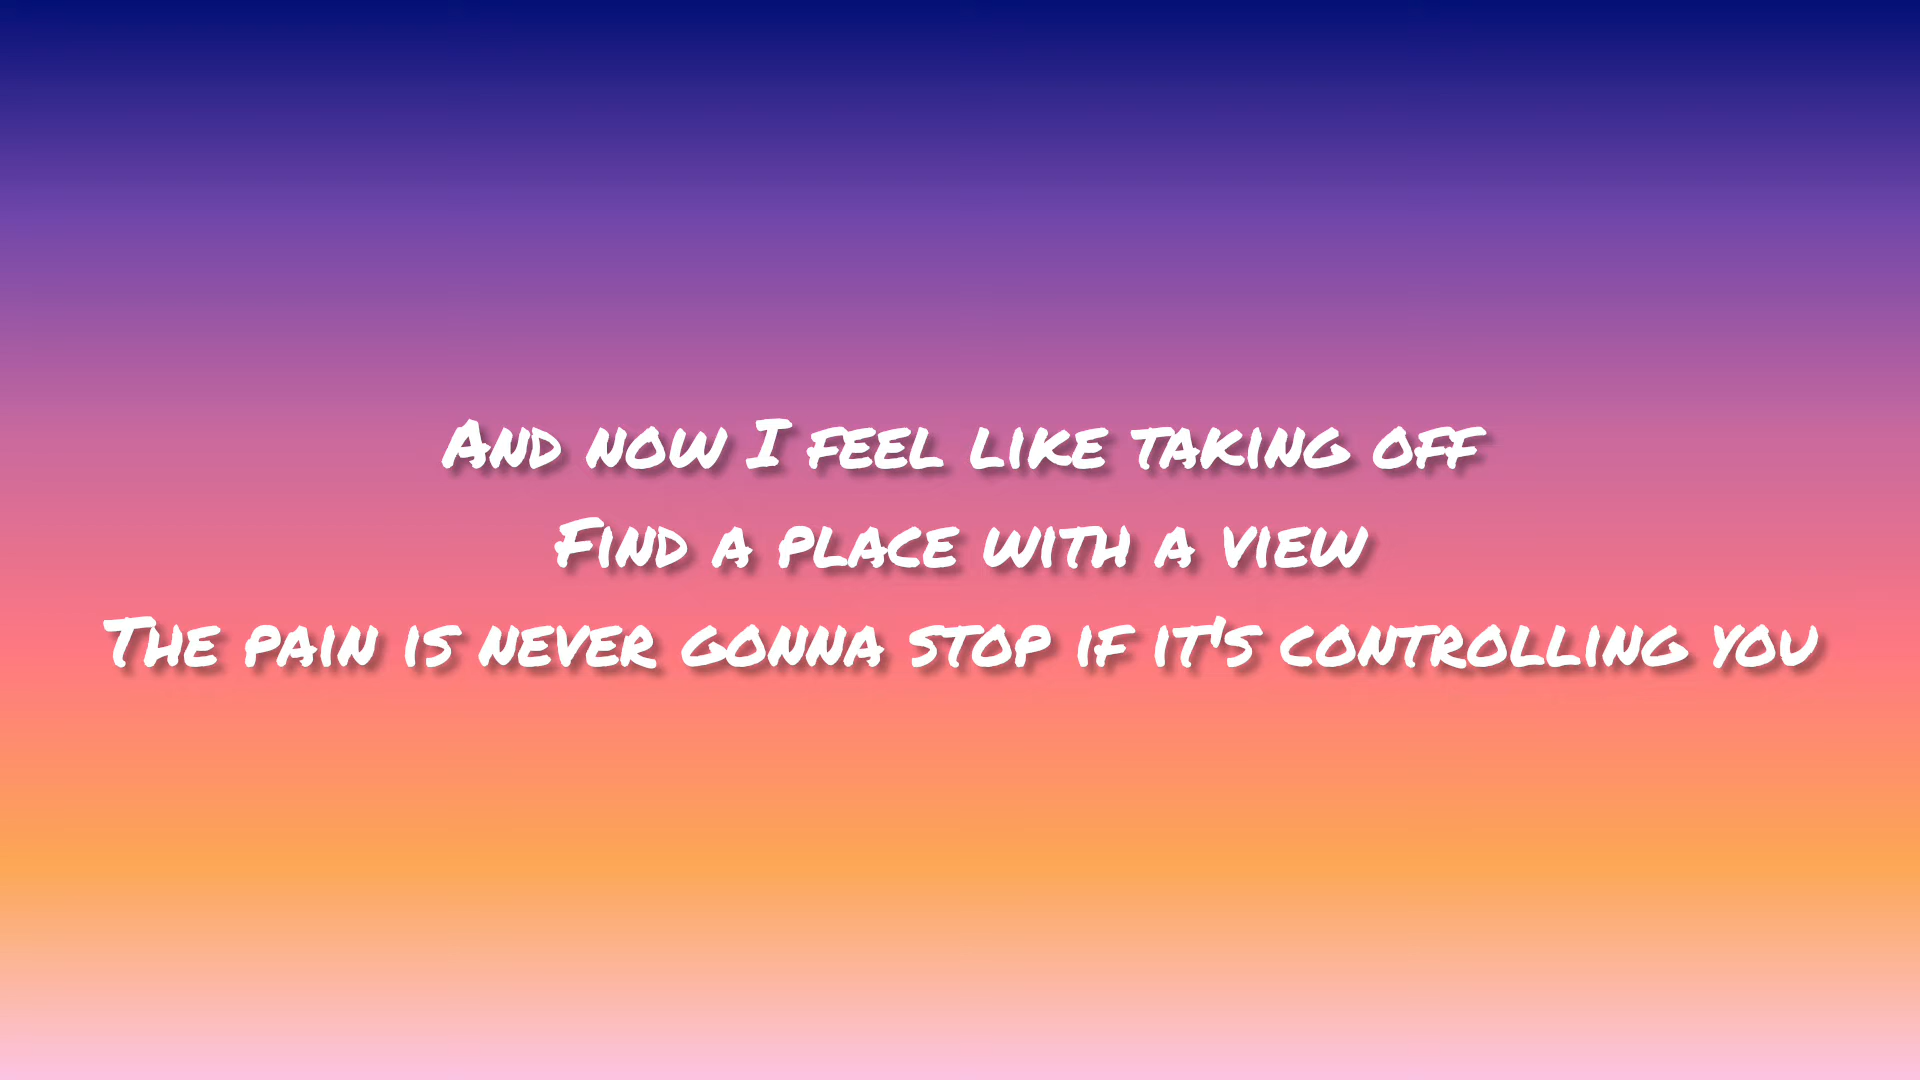 And now I feel like taking off
Find a place with a view
The pain is never gonna stop if it's controlling you